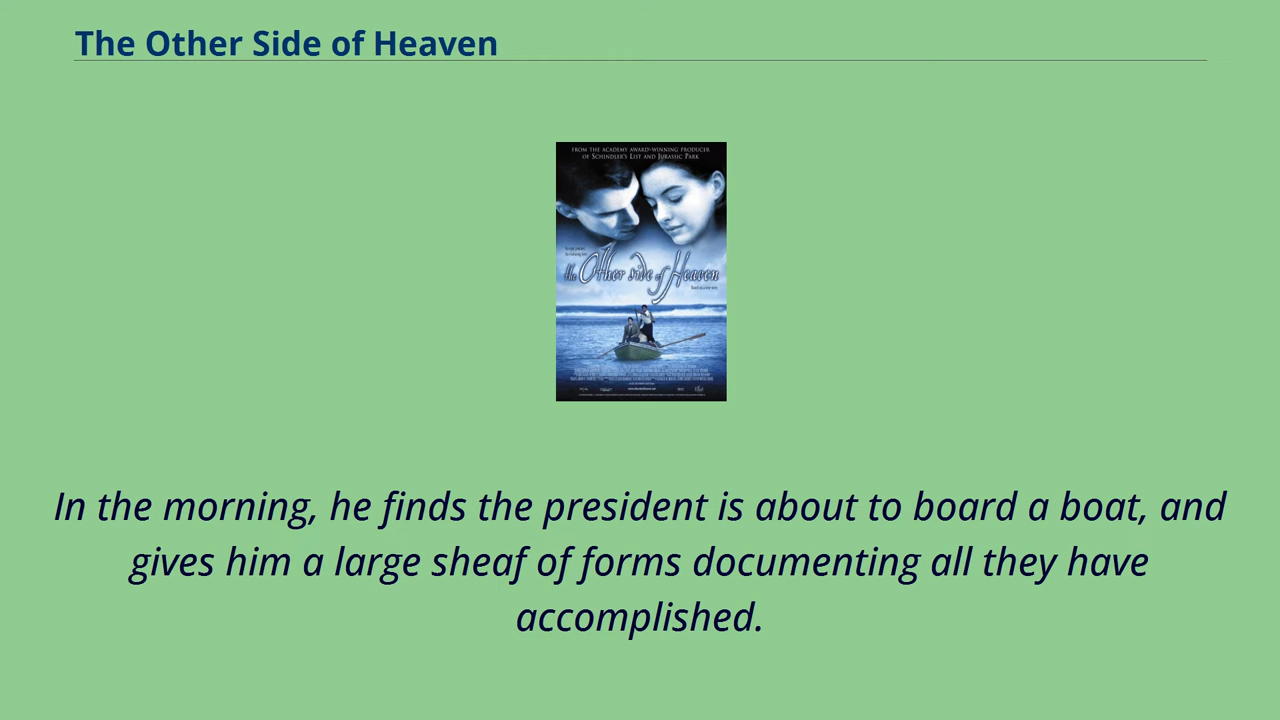 The Other Side of Heaven
FROM THE ACADEMY AWARD-WINNING PRODUCER
OF SCHINDLER'S LIST AND JURASSIC PARK
the Other side of Heaven
In the morning, he finds the president is about to board a boat, and
gives him a large sheaf of forms documenting all they have
accomplished.